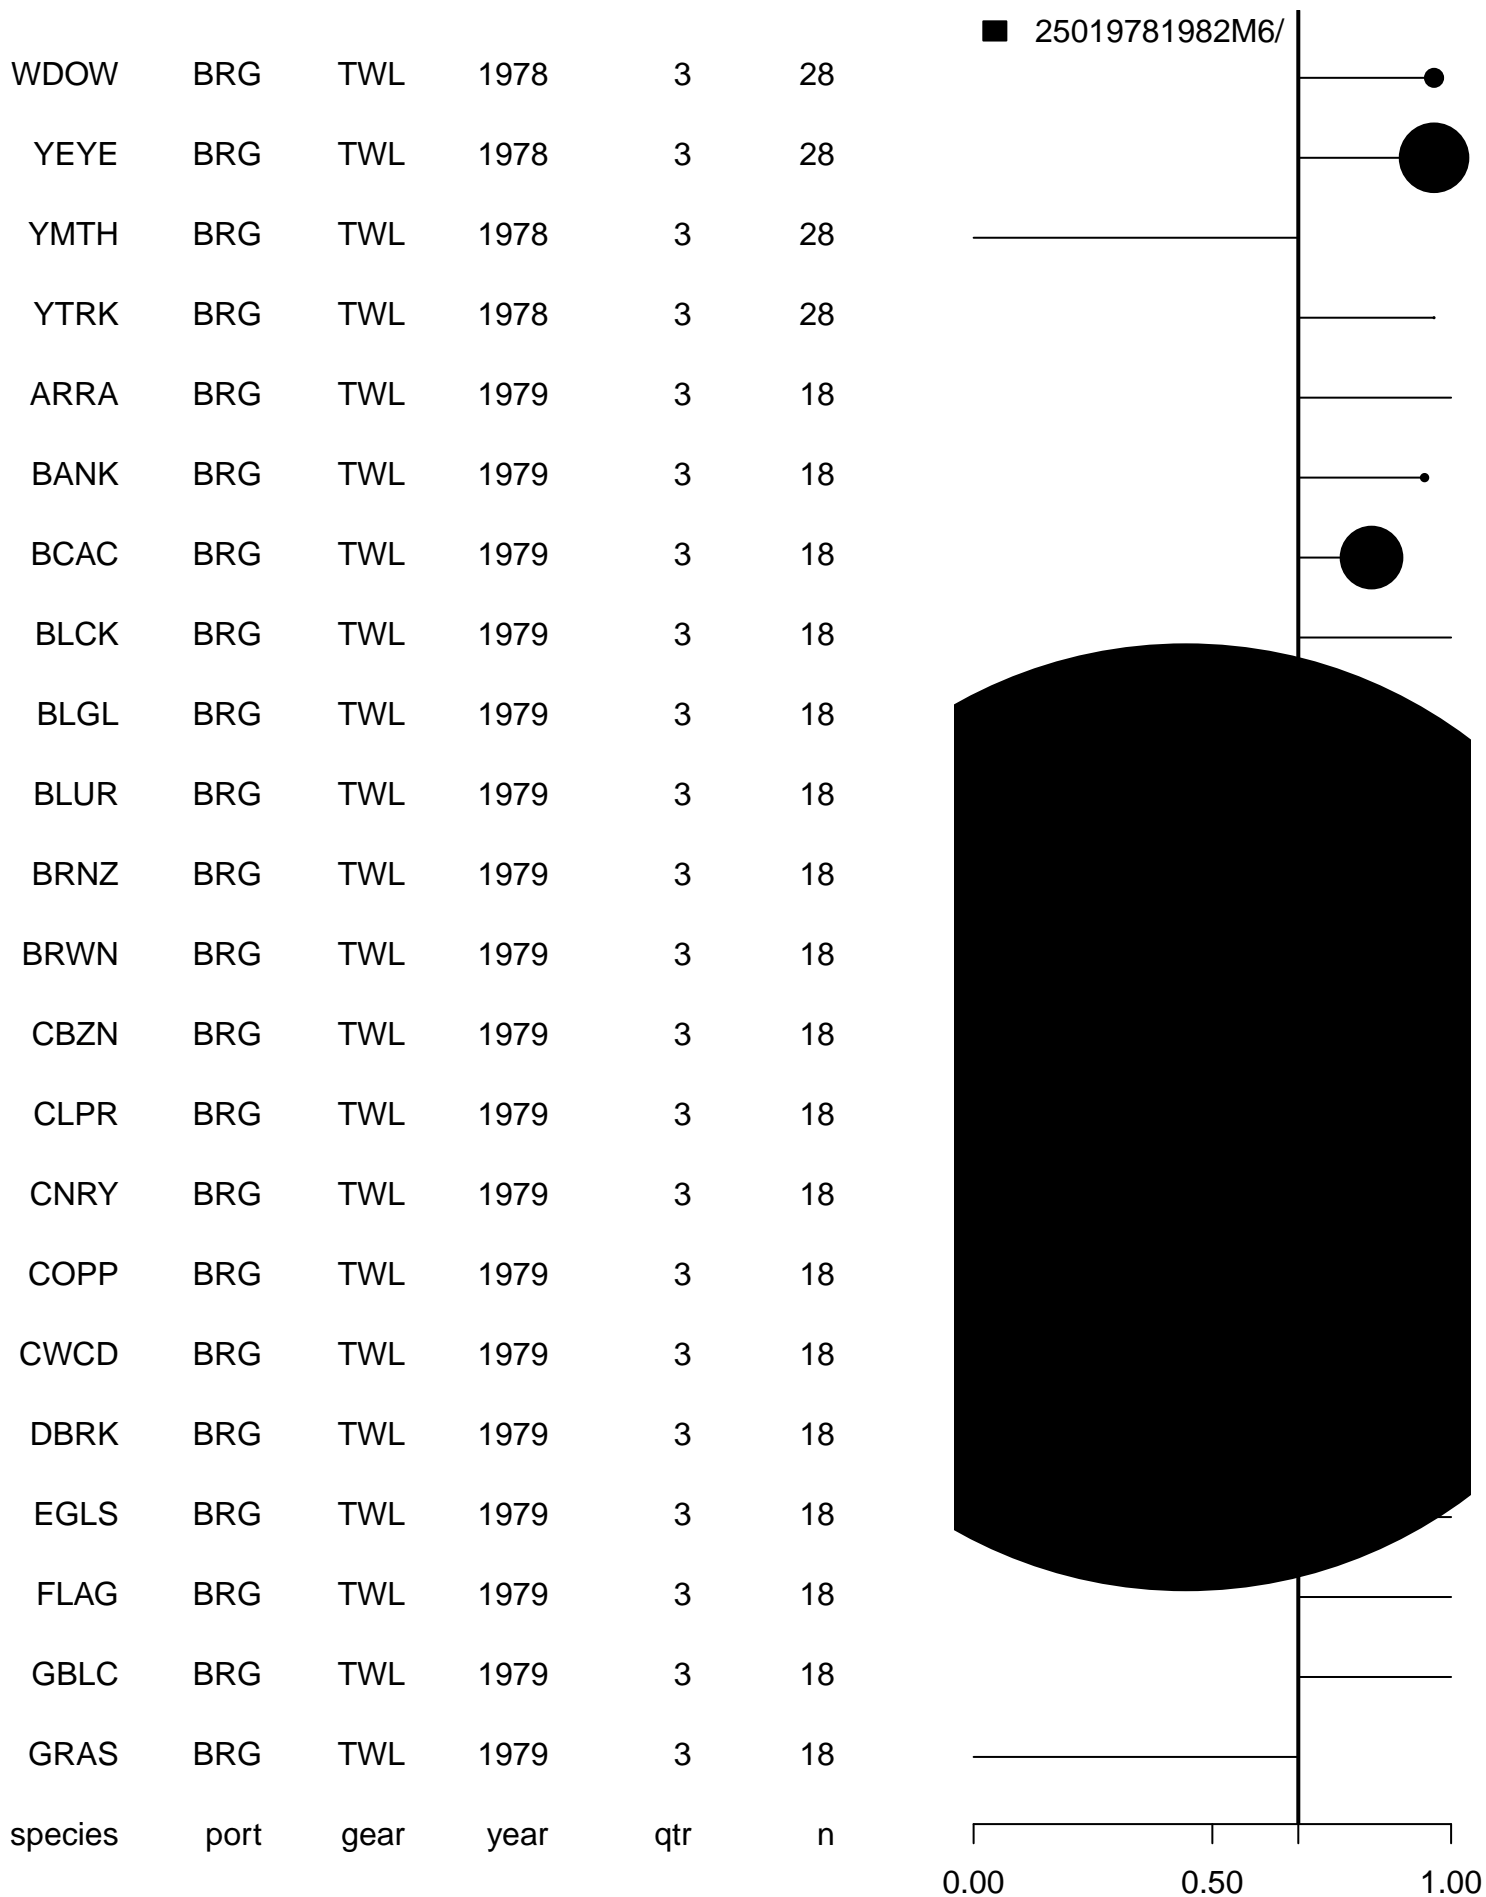 25019781982M6/
WDOW BRG TWL 1978 3 28
YEYE BRG TWL 1978 3 28
YMTH BRG TWL 1978 3 28
YTRK BRG TWL 1978 3 28
ARRA BRG TWL 1979 3 18
BANK BRG TWL 1979 3 18
BCAC BRG TWL 1979 3 18
BLCK BRG TWL 1979 3 18
BLGL BRG TWL 1979 3 18
BLUR BRG TWL 1979 3 18
BRNZ BRG TWL 1979 3 18
BRWN BRG TWL 1979 3 18
CBZN BRG TWL 1979 3 18
CLPR BRG TWL 1979 3 18
CNRY BRG TWL 1979 3 18
COPP BRG TWL 1979 3 18
CWCD BRG TWL 1979 3 18
DBRK BRG TWL 1979 3 18
EGLS BRG TWL 1979 3 18
FLAG BRG TWL 1979 3 18
GBLC BRG TWL 1979 3 18
GRAS BRG TWL 1979 3 18
species port gear year qtr n
0.00 0.50 1.00